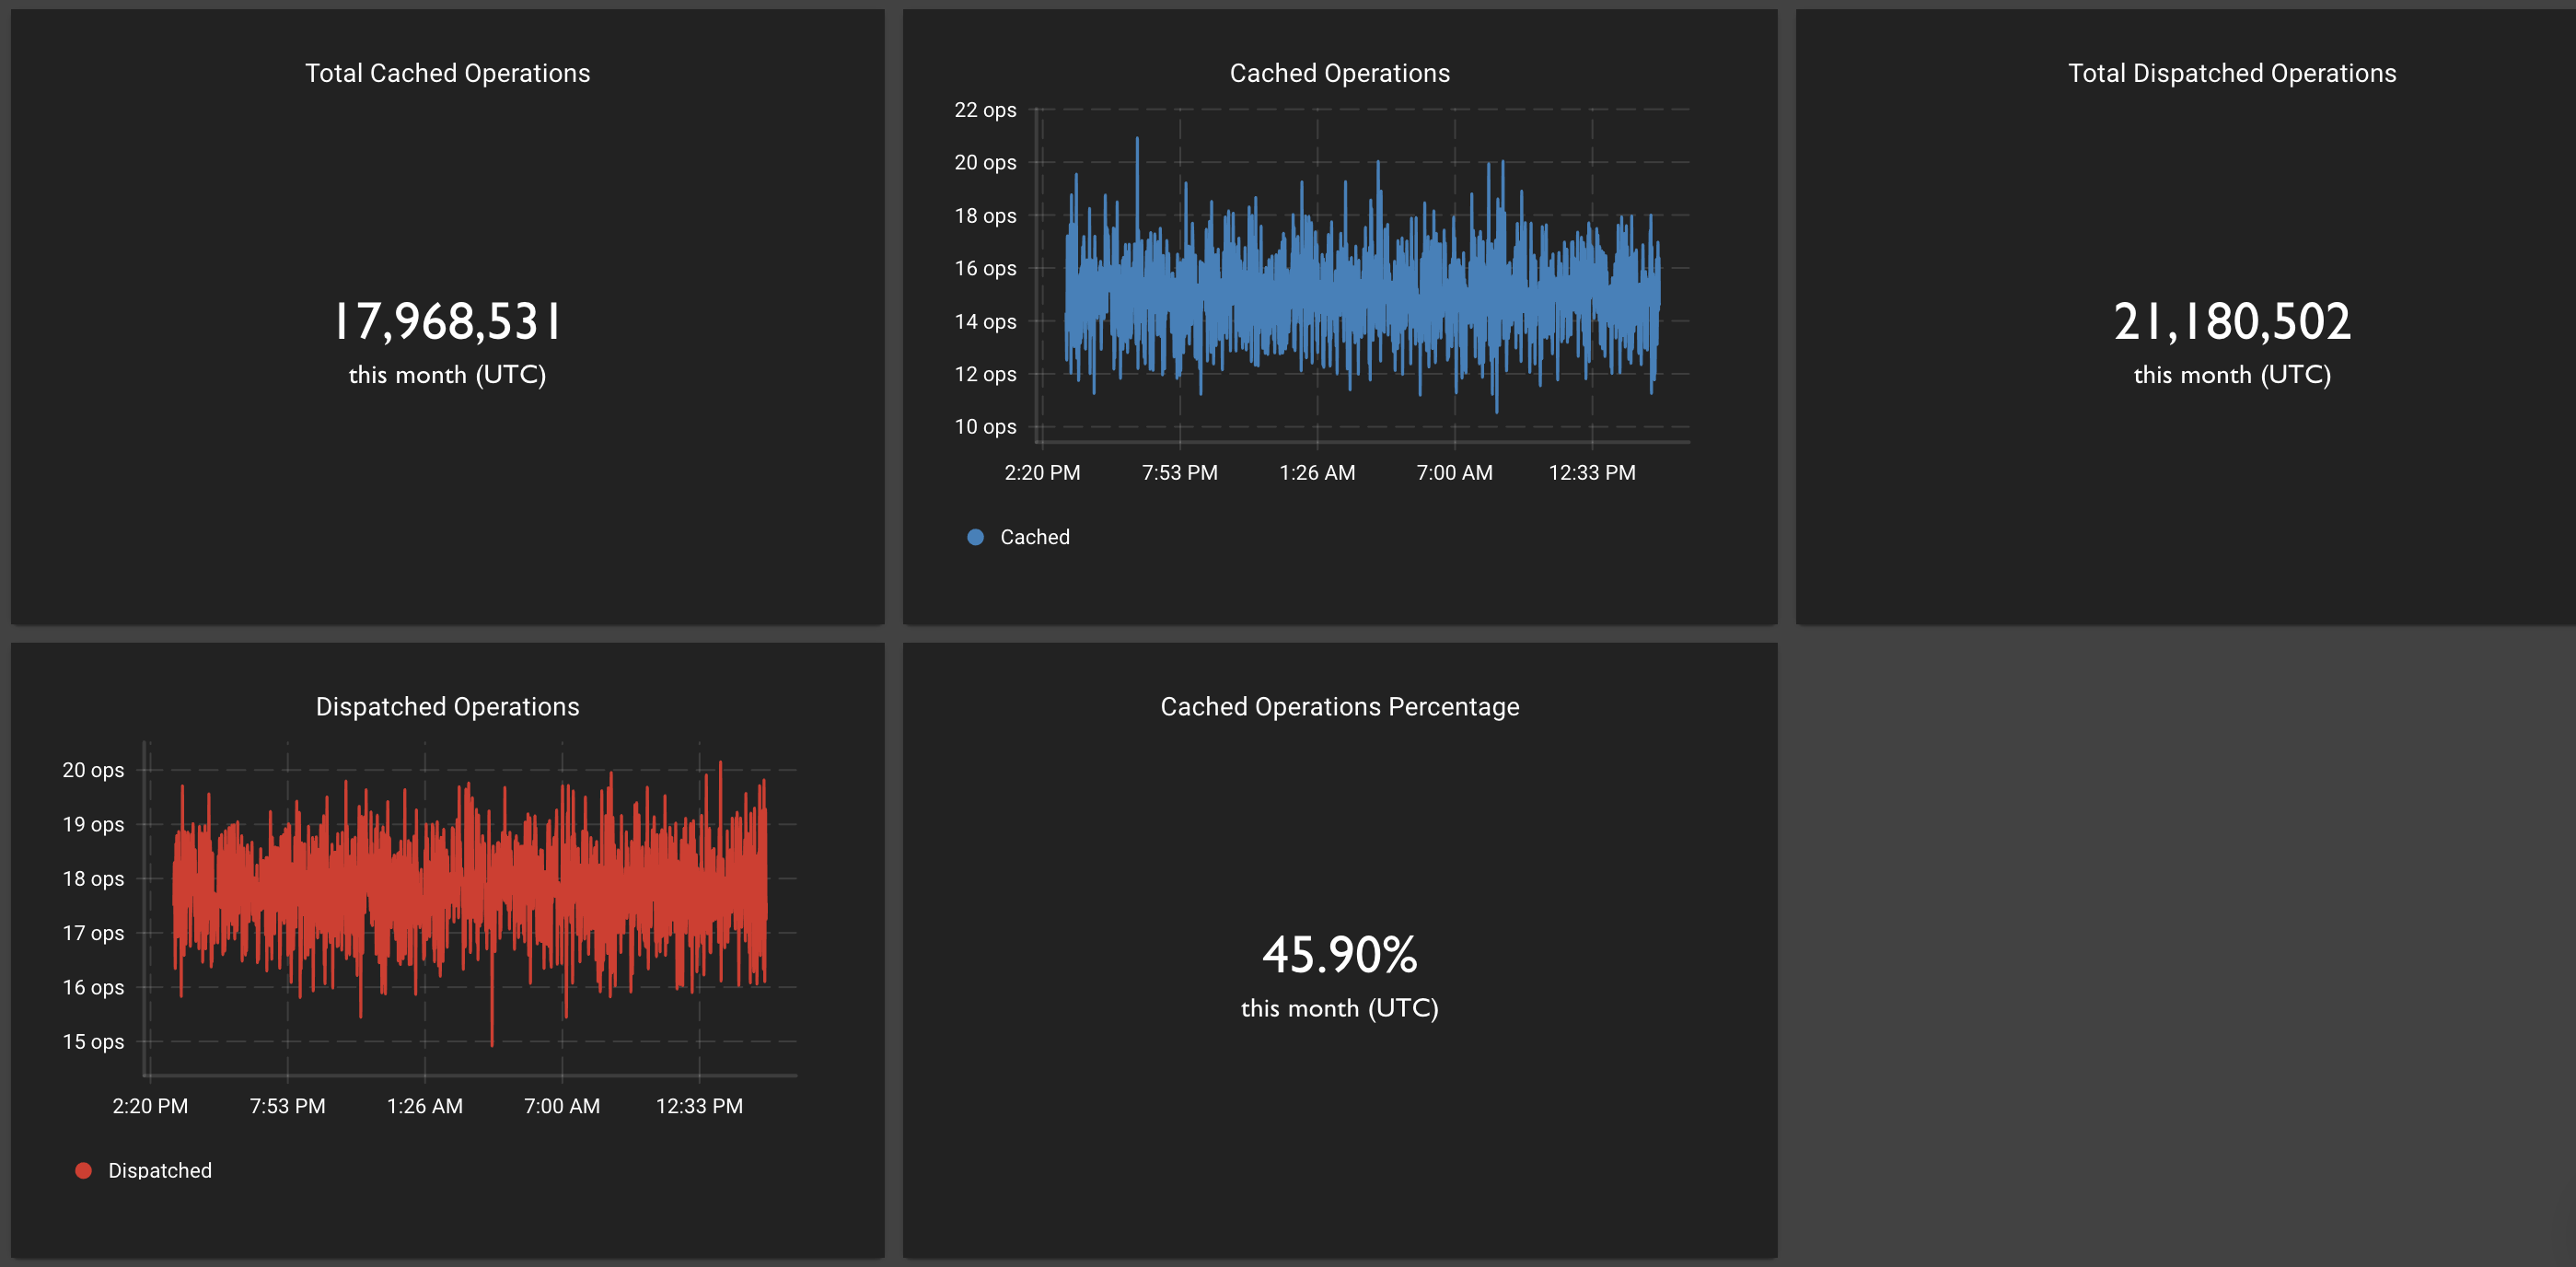 Total Cached Operations
17,968,531
this month (UTC)
Cached Operations
22 ops
20 ops
18 ops
16 ops
14 ops
12 ops
10 ops
2:20 PM 7:53 PM 1:26 AM 7:00 AM 12:33 PM
Cached
Total Dispatched Operations
21,180,502
this month (UTC)
Dispatched Operations
20 ops
19 ops
18 ops
17 ops
16 ops
15 ops
2:20 PM 7:53 PM 1:26 AM 7:00 AM 12:33 PM
Dispatched
Cached Operations Percentage
45.90%
this month (UTC)